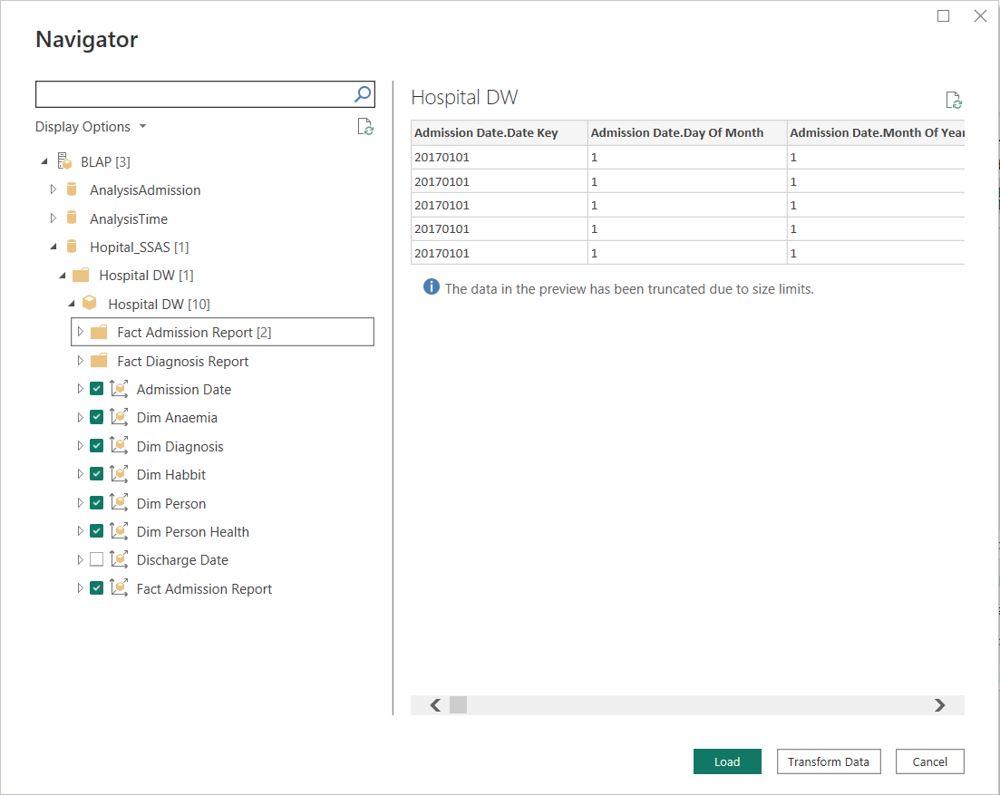 Navigator
Display Options
BLAP [3]
AnalysisAdmission
AnalysisTime
Hopital_SSAS [1]
Hospital DW [1]
Hospital DW [10]
Fact Admission Report [2]
Fact Diagnosis Report
Admission Date
Dim Anaemia
Dim Diagnosis
Dim Habbit
Dim Person
Dim Person Health
Discharge Date
Fact Admission Report
Hospital DW
Admission Date.Date Key Admission Date.Day Of Month Admission Date.Month Of Year
20170101 1 1
20170101 1 1
20170101 1 1
20170101 1 1
20170101 1 1
The data in the preview has been truncated due to size limits.
Load Transform Data Cancel